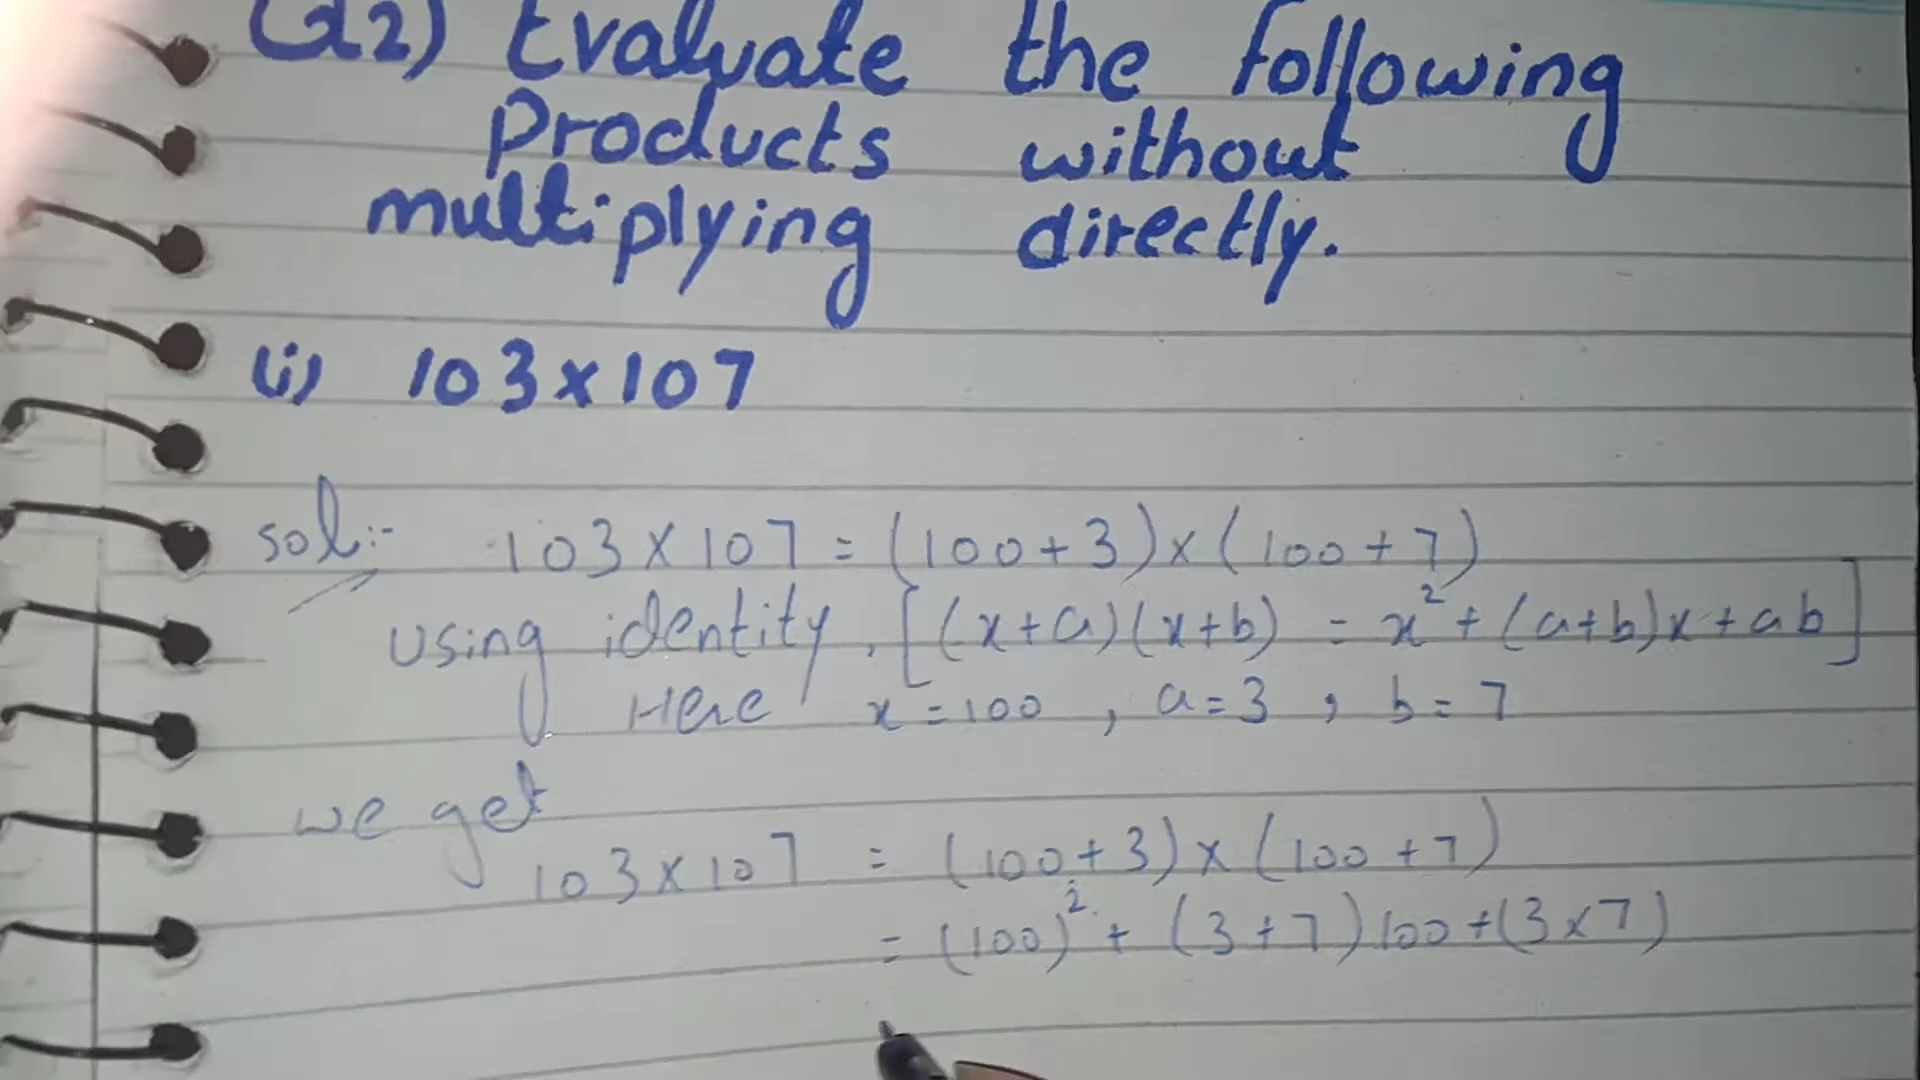 Q2) Evaluate the following
Products without
multiplying directly.
(i) 103×107
sol:- 103×107 = (100+3)×(100+7)
using identity, [(x+a)(x+b) = x²+(a+b)x+ab]
Here x=100, a=3, b=7
we get
103×107 = (100+3)×(100+7)
= (100)² + (3+7)100+(3×7)